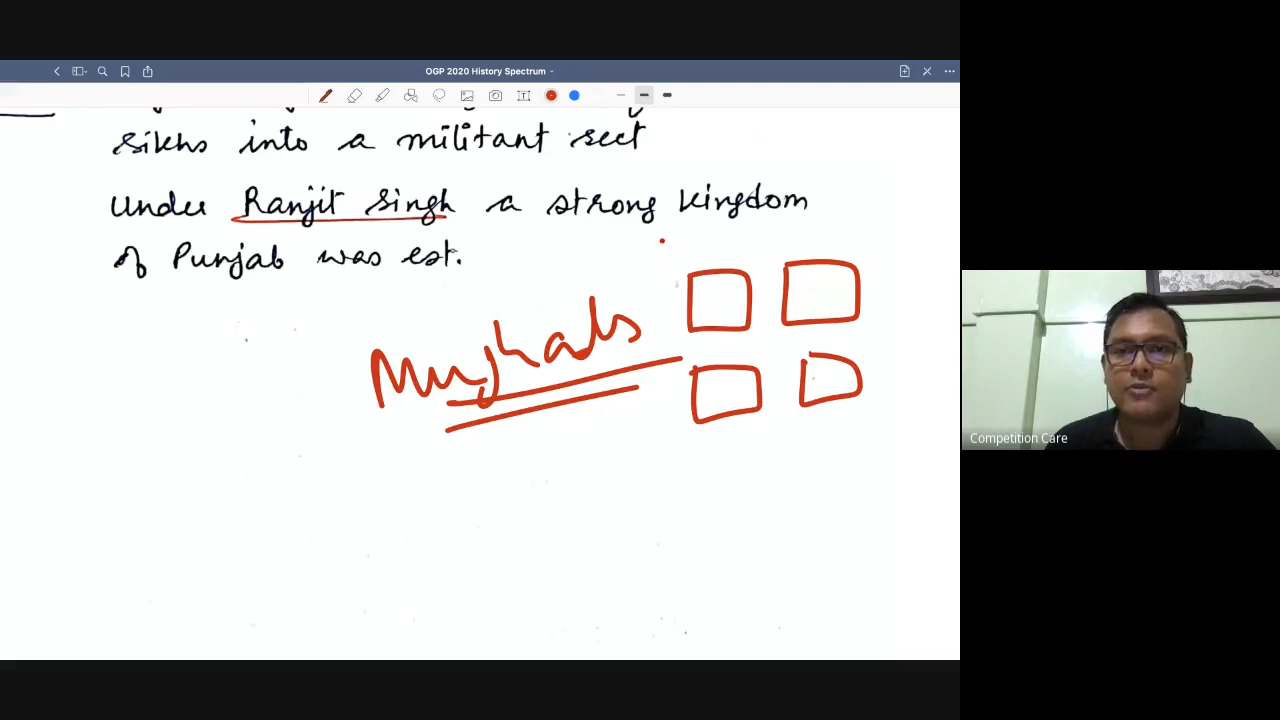 OGP 2020 History Spectrum
sikhs into a militant sect
under Ranjit Singh a strong kingdom
of Punjab was est.
Mughals
Competition Care